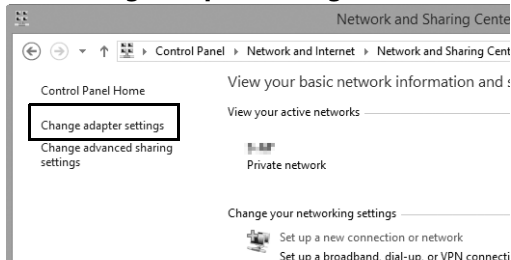 Network and Sharing Cente
Control Panel Network and Internet Network and Sharing Cent
Control Panel Home
Change adapter settings
Change advanced sharing
settings
View your basic network information and s
View your active networks
Private network
Change your networking settings
Set up a new connection or network
Set up a broadband, dial-up, or VPN connecti